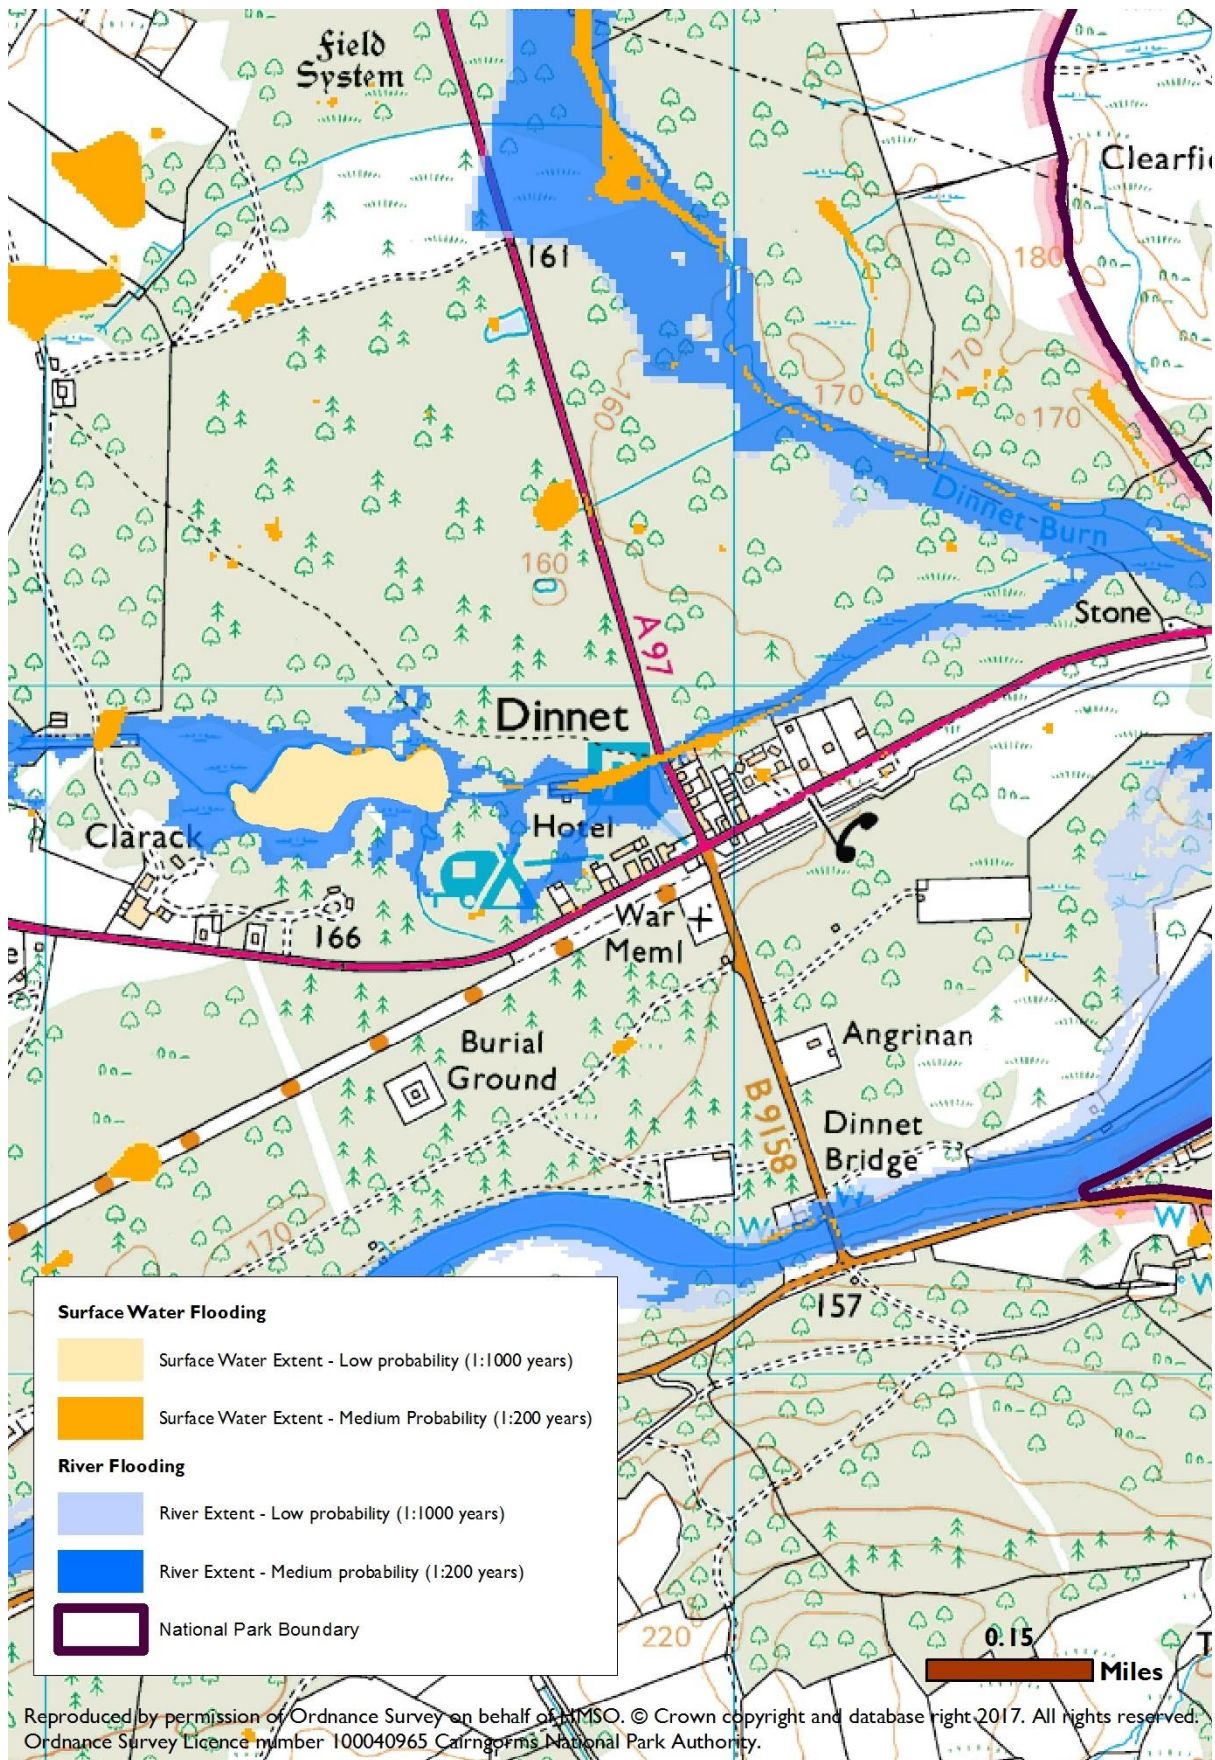 Field
System
Clearfi
161
180
160
170
170
170
Dinnet Burn
160
A 97
Stone
Dinnet
P
Hotel
Clarack
166
War
Meml
e
Burial
Ground
Angrinan
B 9158
Dinnet
Bridge
W
W
W
W
170
157
Surface Water Flooding
Surface Water Extent - Low probability (1:1000 years)
Surface Water Extent - Medium Probability (1:200 years)
River Flooding
River Extent - Low probability (1:1000 years)
River Extent - Medium probability (1:200 years)
National Park Boundary
220
0.15
Miles
T
Reproduced by permission of Ordnance Survey on behalf of HMSO. © Crown copyright and database right 2017. All rights reserved.
Ordnance Survey Licence number 100040965 Cairngorms National Park Authority.